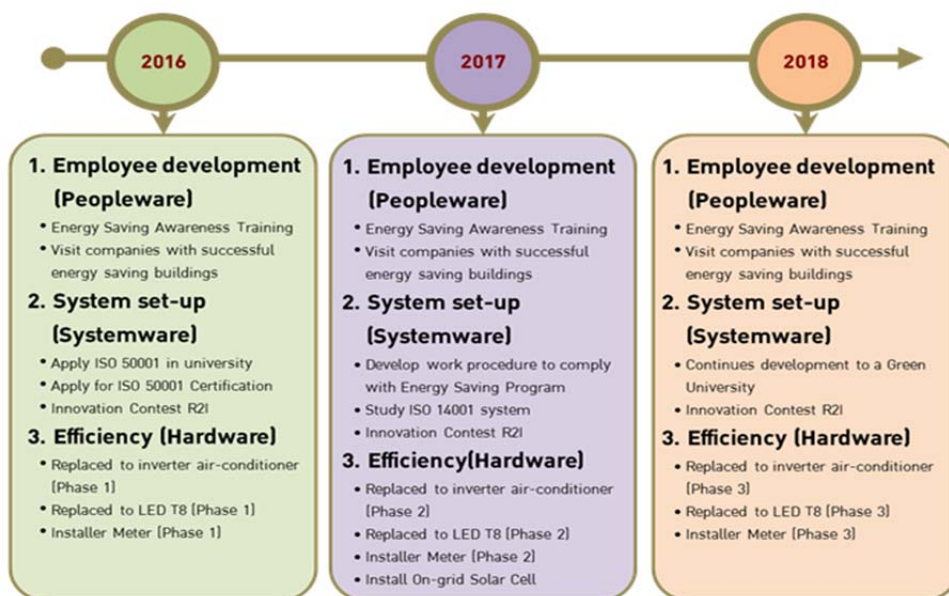 2016
2017
2018
1. Employee development
(Peopleware)
• Energy Saving Awareness Training
• Visit companies with successful
energy saving buildings
2. System set-up
(Systemware)
• Apply ISO 50001 in university
• Apply for ISO 50001 Certification
• Innovation Contest R2I
3. Efficiency (Hardware)
• Replaced to inverter air-conditioner
(Phase 1)
• Replaced to LED T8 (Phase 1)
• Installer Meter (Phase 1)
1. Employee development
(Peopleware)
• Energy Saving Awareness Training
• Visit companies with successful
energy saving buildings
2. System set-up
(Systemware)
• Develop work procedure to comply
with Energy Saving Program
• Study ISO 14001 system
• Innovation Contest R2I
3. Efficiency(Hardware)
• Replaced to inverter air-conditioner
(Phase 2)
• Replaced to LED T8 (Phase 2)
• Installer Meter (Phase 2)
• Install On-grid Solar Cell
1. Employee development
(Peopleware)
• Energy Saving Awareness Training
• Visit companies with successful
energy saving buildings
2. System set-up
(Systemware)
• Continues development to a Green
University
• Innovation Contest R2I
3. Efficiency (Hardware)
• Replaced to inverter air-conditioner
(Phase 3)
• Replaced to LED T8 (Phase 3)
• Installer Meter (Phase 3)